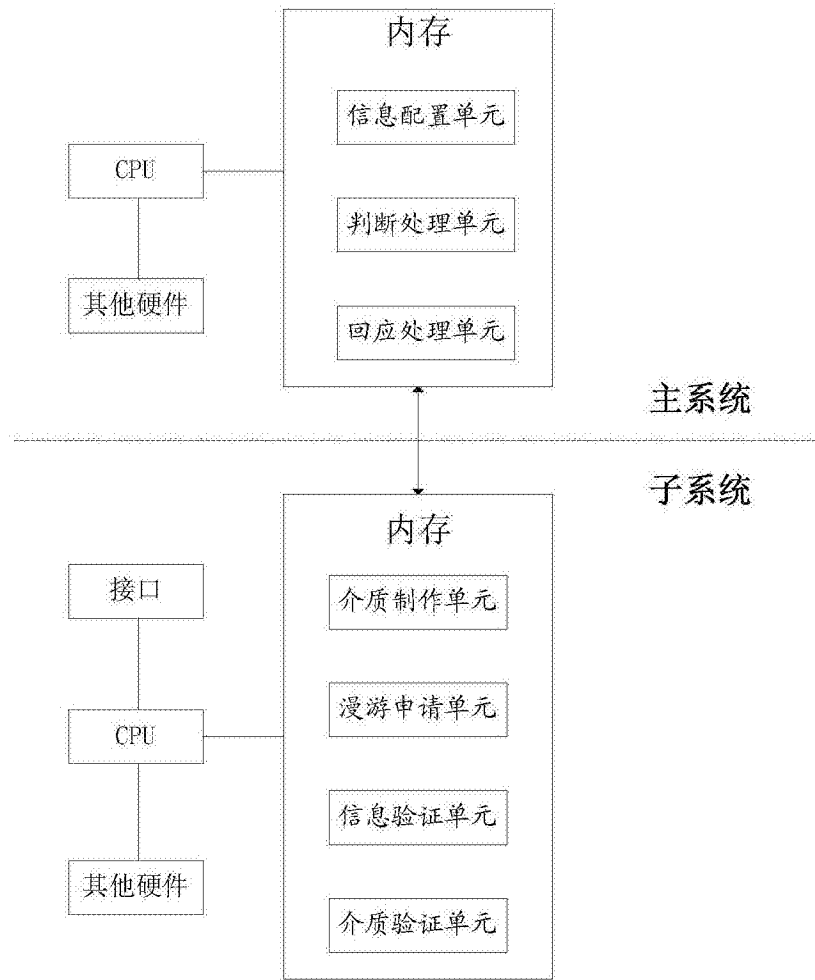 内存
信息配置单元
CPU
判断处理单元
其他硬件
回应处理单元
主系统
子系统
内存
接口
介质制作单元
漫游申请单元
CPU
信息验证单元
其他硬件
介质验证单元